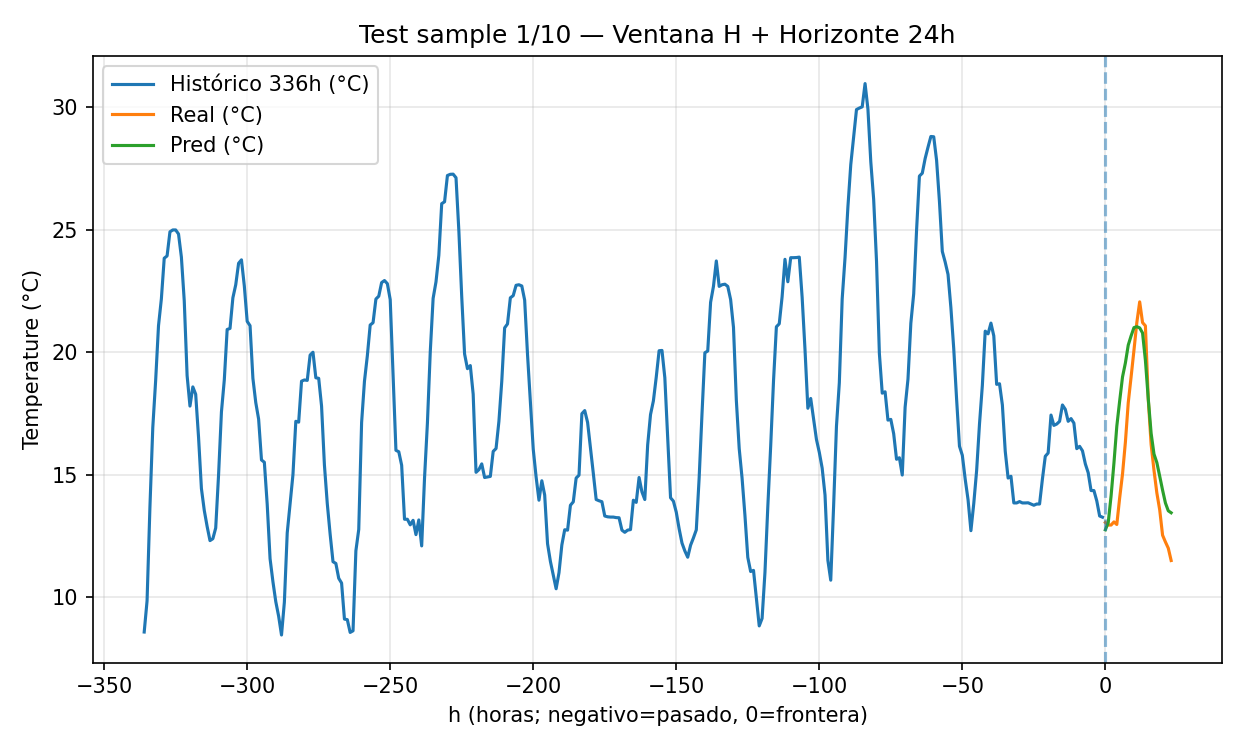 Test sample 1/10 — Ventana H + Horizonte 24h
Histórico 336h (°C)
Real (°C)
Pred (°C)
Temperature (°C)
30
25
20
15
10
−350
−300
−250
−200
−150
−100
−50
0
h (horas; negativo=pasado, 0=frontera)